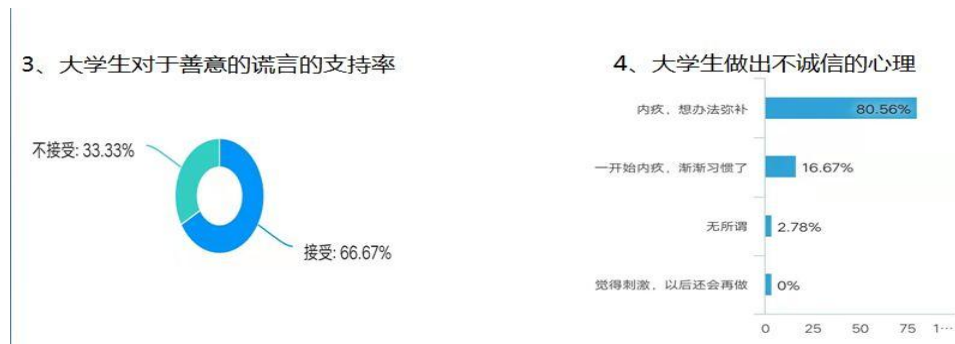 3、大学生对于善意的谎言的支持率
不接受: 33.33%
接受: 66.67%
4、大学生做出不诚信的心理
内疚，想办法弥补
80.56%
一开始内疚，渐渐习惯了
16.67%
无所谓
2.78%
觉得刺激，以后还会再做
0%
0 25 50 75 1…